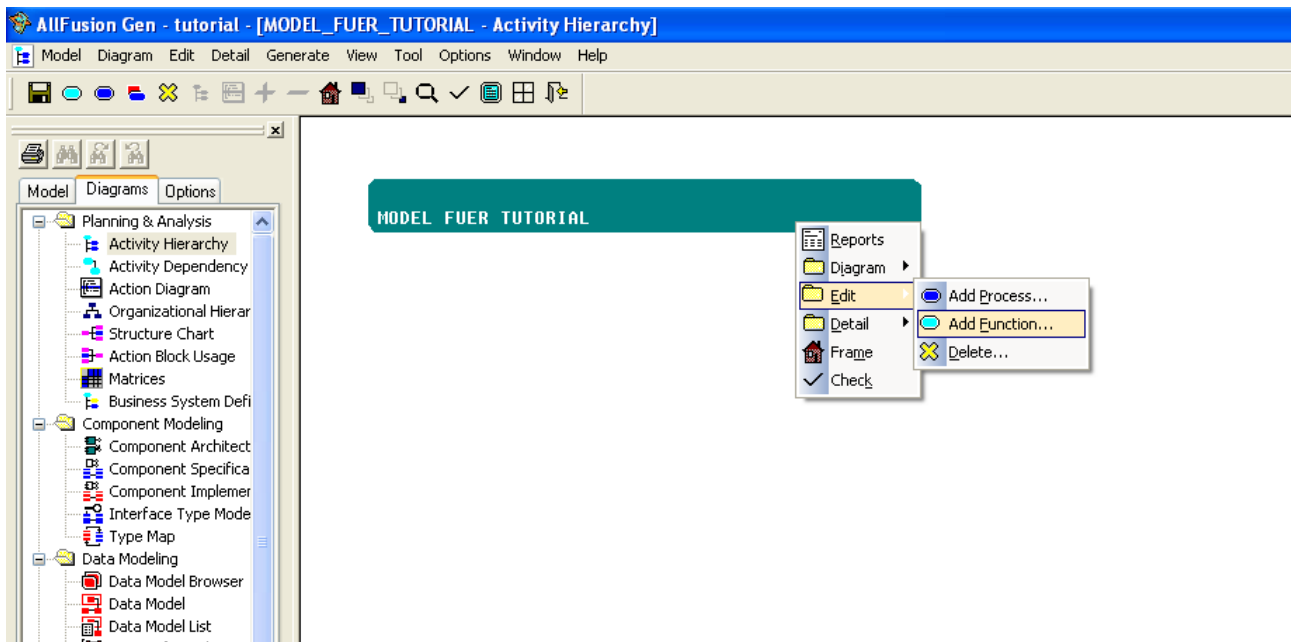 AllFusion Gen - tutorial - [MODEL_FUER_TUTORIAL - Activity Hierarchy]
Model Diagram Edit Detail Generate View Tool Options Window Help
Model Diagrams Options
Planning & Analysis
Activity Hierarchy
Activity Dependency
Action Diagram
Organizational Hierar
Structure Chart
Action Block Usage
Matrices
Business System Defi
Component Modeling
Component Architect
Component Specifica
Component Implemer
Interface Type Mode
Type Map
Data Modeling
Data Model Browser
Data Model
Data Model List
MODEL FUER TUTORIAL
Reports
Diagram
Edit
Detail
Frame
Check
Add Process...
Add Function...
Delete...